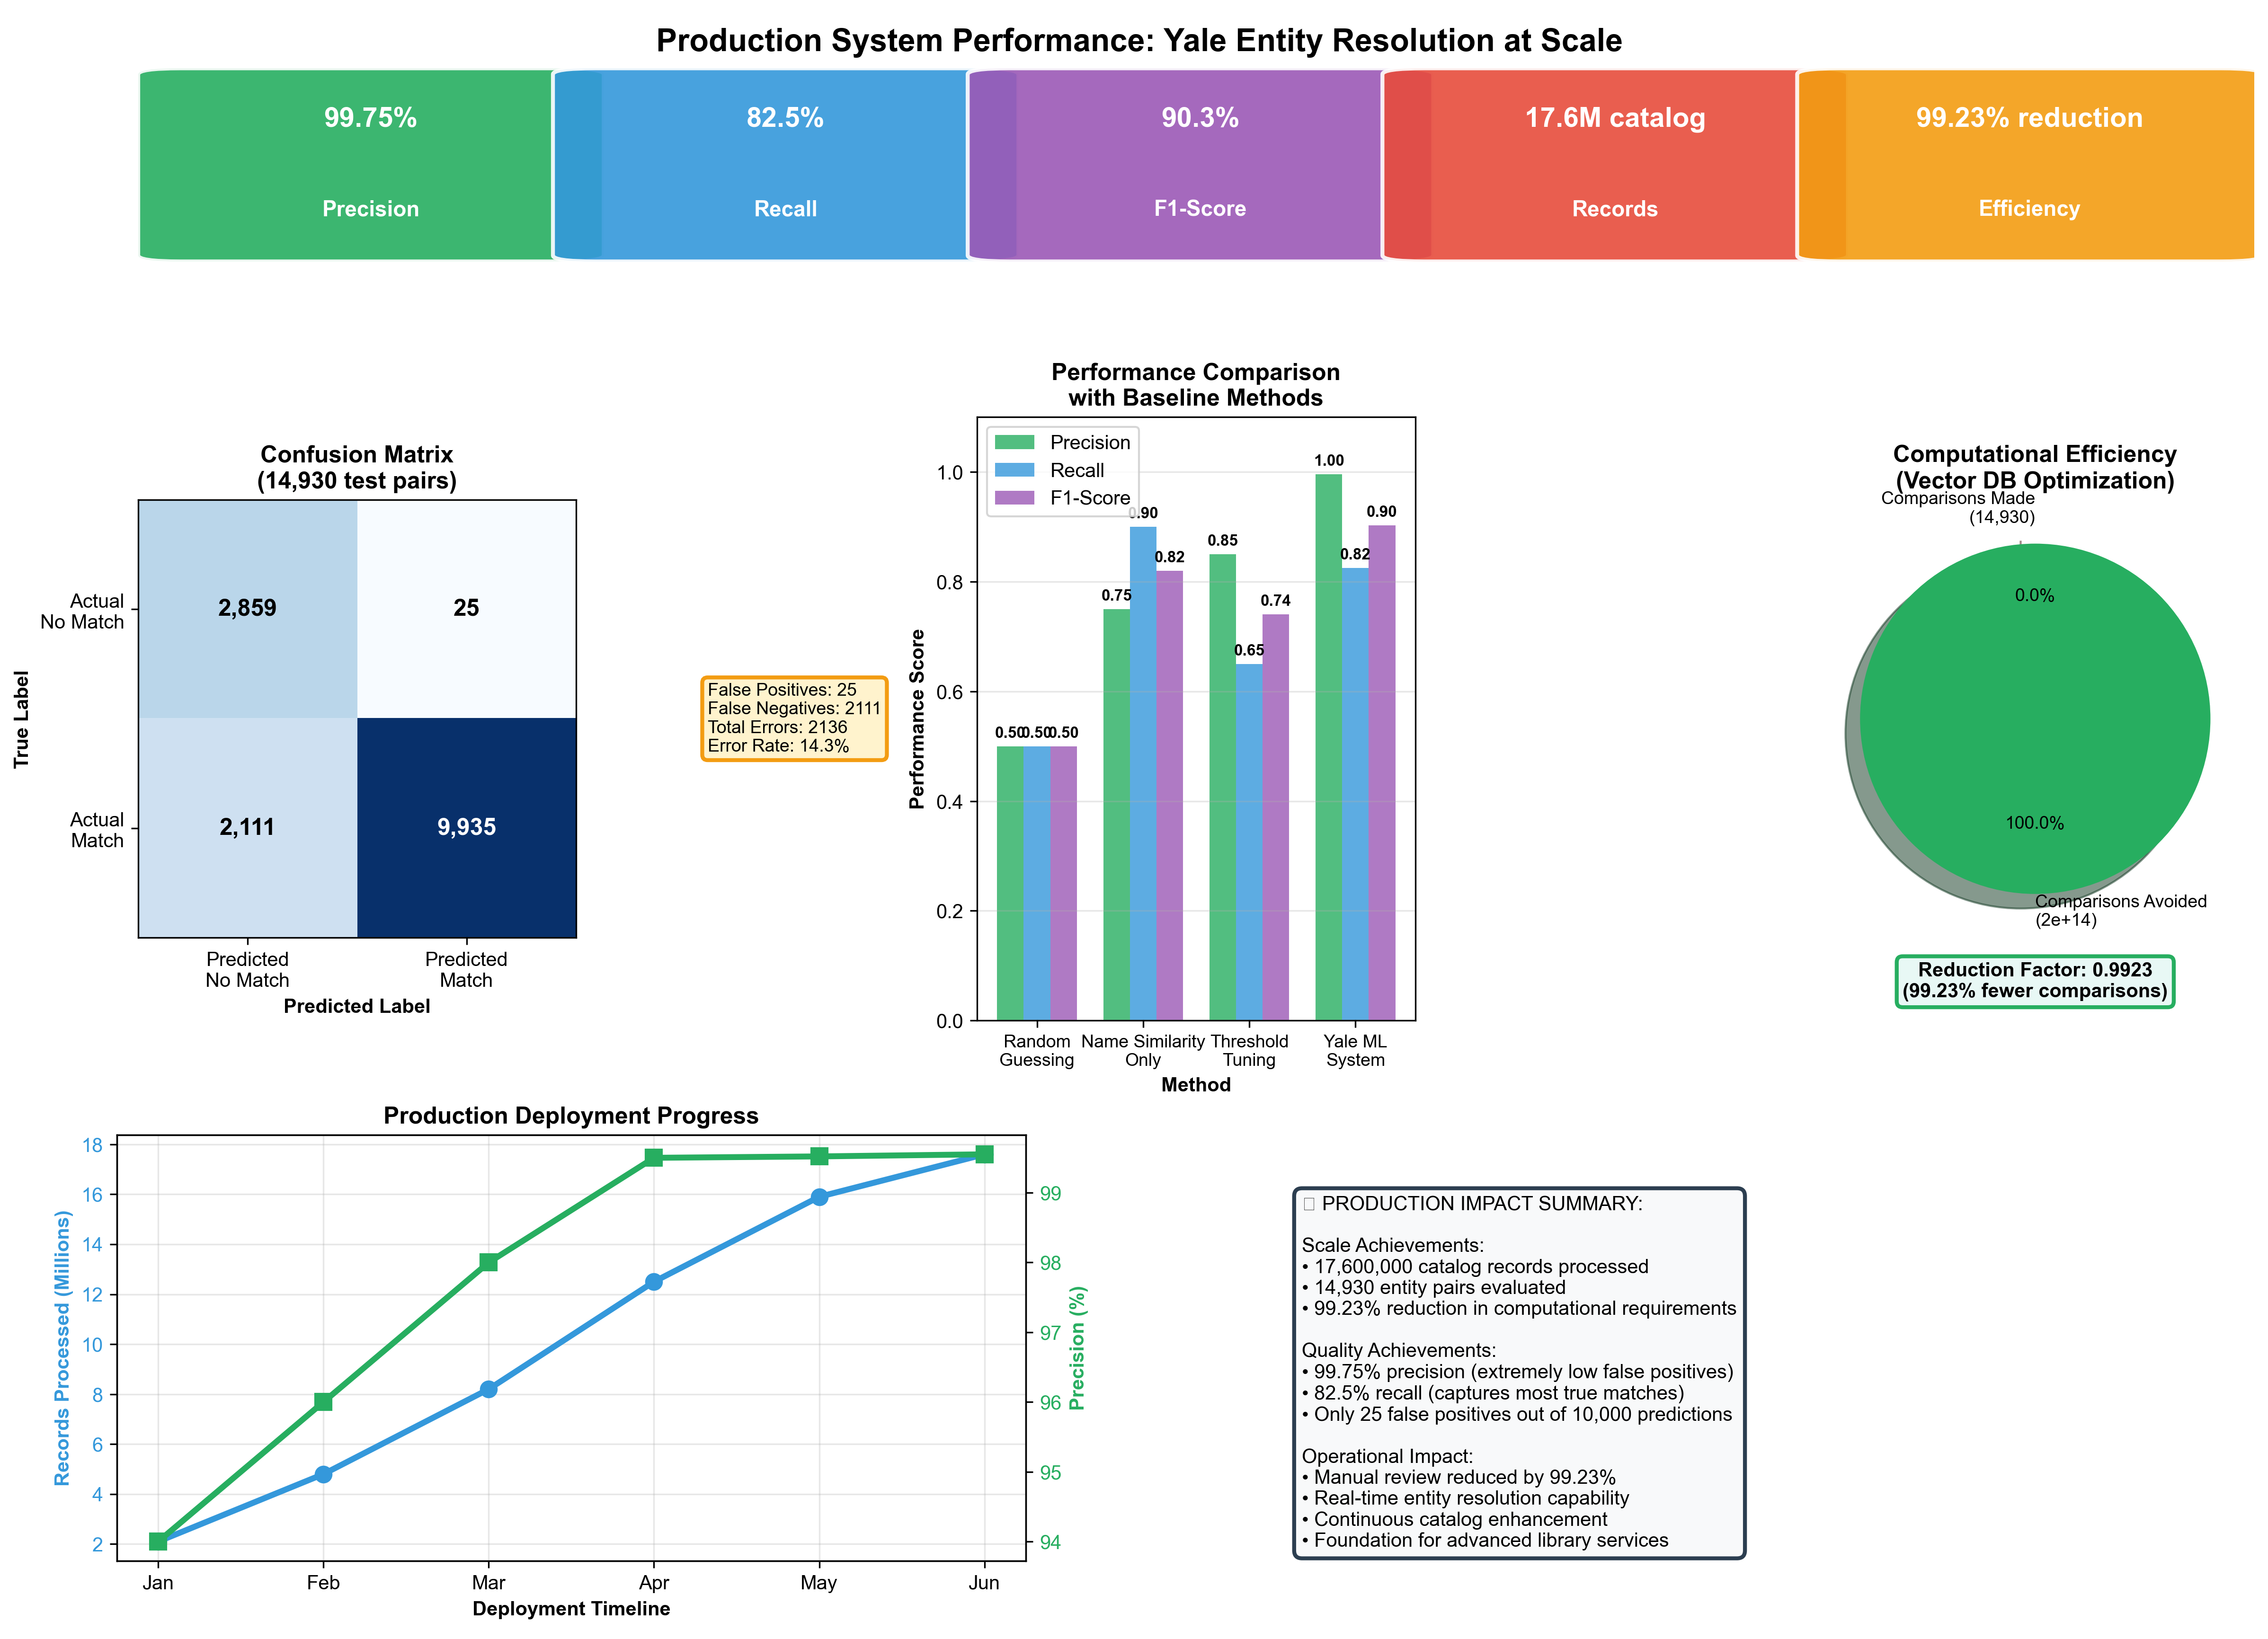 Production System Performance: Yale Entity Resolution at Scale
99.75%
Precision
82.5%
Recall
90.3%
F1-Score
17.6M catalog
Records
99.23% reduction
Efficiency
Confusion Matrix
(14,930 test pairs)
True Label
Actual
No Match
Actual
Match
2,859
25
2,111
9,935
Predicted
No Match
Predicted
Match
Predicted Label
False Positives: 25
False Negatives: 2111
Total Errors: 2136
Error Rate: 14.3%
Performance Comparison
with Baseline Methods
Precision
Recall
F1-Score
Performance Score
1.0
0.8
0.6
0.4
0.2
0.0
0.50
0.50
0.50
0.75
0.90
0.82
0.85
0.65
0.74
1.00
0.82
0.90
Random
Guessing
Name Similarity
Only
Threshold
Tuning
Yale ML
System
Method
Computational Efficiency
(Vector DB Optimization)
Comparisons Made
(14,930)
0.0%
100.0%
Comparisons Avoided
(2e+14)
Reduction Factor: 0.9923
(99.23% fewer comparisons)
Production Deployment Progress
Records Processed (Millions)
18
16
14
12
10
8
6
4
2
99
98
97
96
95
94
Precision (%)
Jan
Feb
Mar
Apr
May
Jun
Deployment Timeline
PRODUCTION IMPACT SUMMARY:
Scale Achievements:
• 17,600,000 catalog records processed
• 14,930 entity pairs evaluated
• 99.23% reduction in computational requirements
Quality Achievements:
• 99.75% precision (extremely low false positives)
• 82.5% recall (captures most true matches)
• Only 25 false positives out of 10,000 predictions
Operational Impact:
• Manual review reduced by 99.23%
• Real-time entity resolution capability
• Continuous catalog enhancement
• Foundation for advanced library services